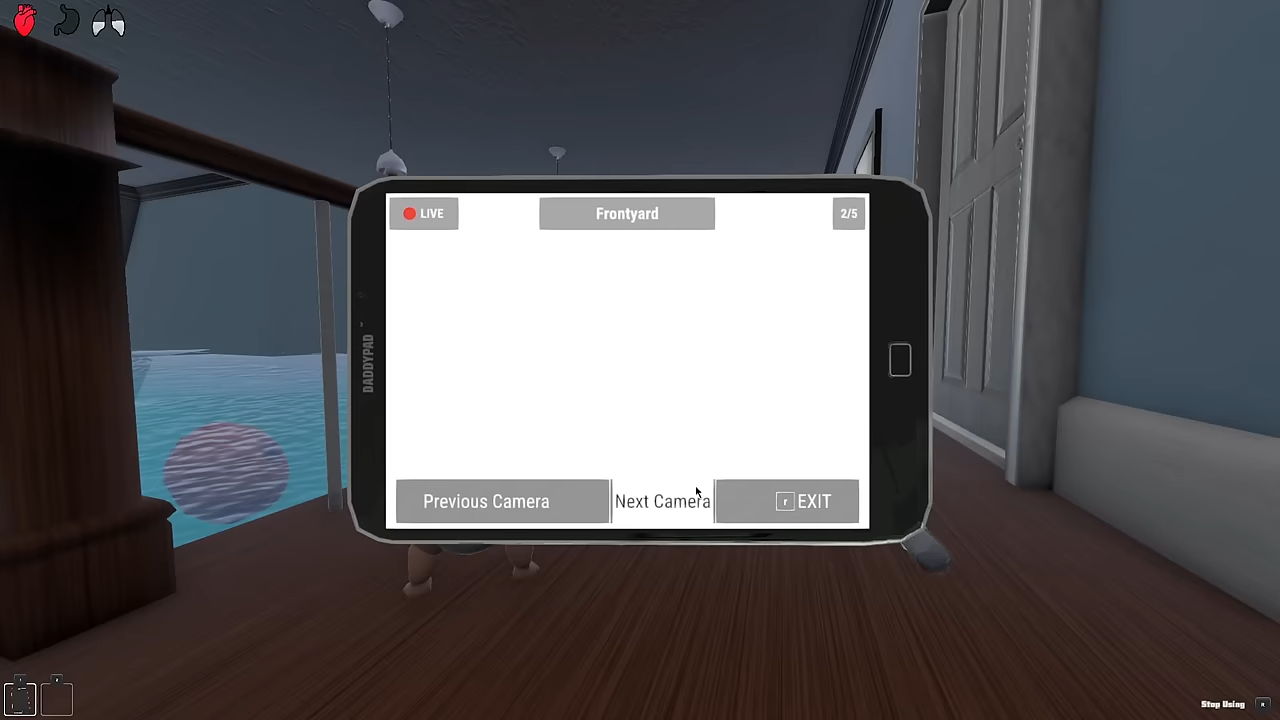 LIVE
Frontyard
2/5
DADDYPAD
Previous Camera
Next Camera
r EXIT
Stop Using